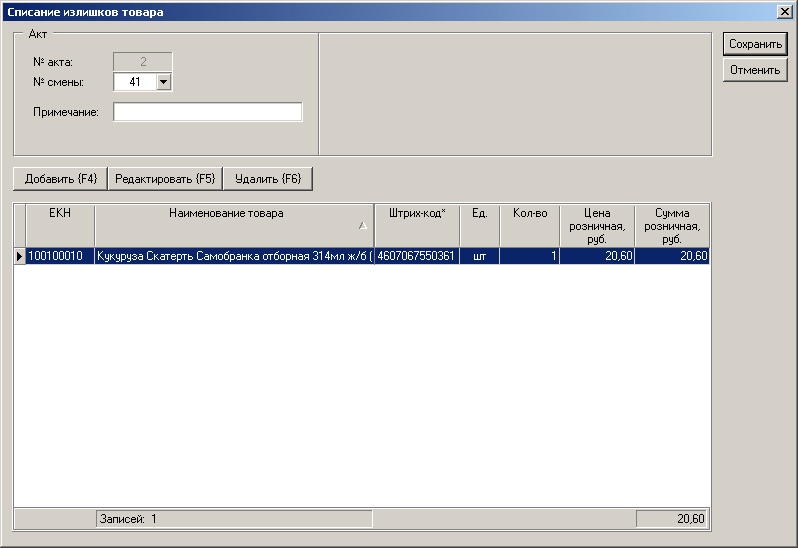 Списание излишков товара
Акт
№ акта: 2
№ смены: 41
Примечание:
Сохранить
Отменить
Добавить {F4} Редактировать {F5} Удалить {F6}
ЕКН Наименование товара Штрих-код* Ед. Кол-во Цена розничная, руб. Сумма розничная, руб.
100100010 Кукуруза Скатерть Самобранка отборная 314мл ж/б ( 4607067550361 шт 1 20,60 20,60
Записей: 1 20,60